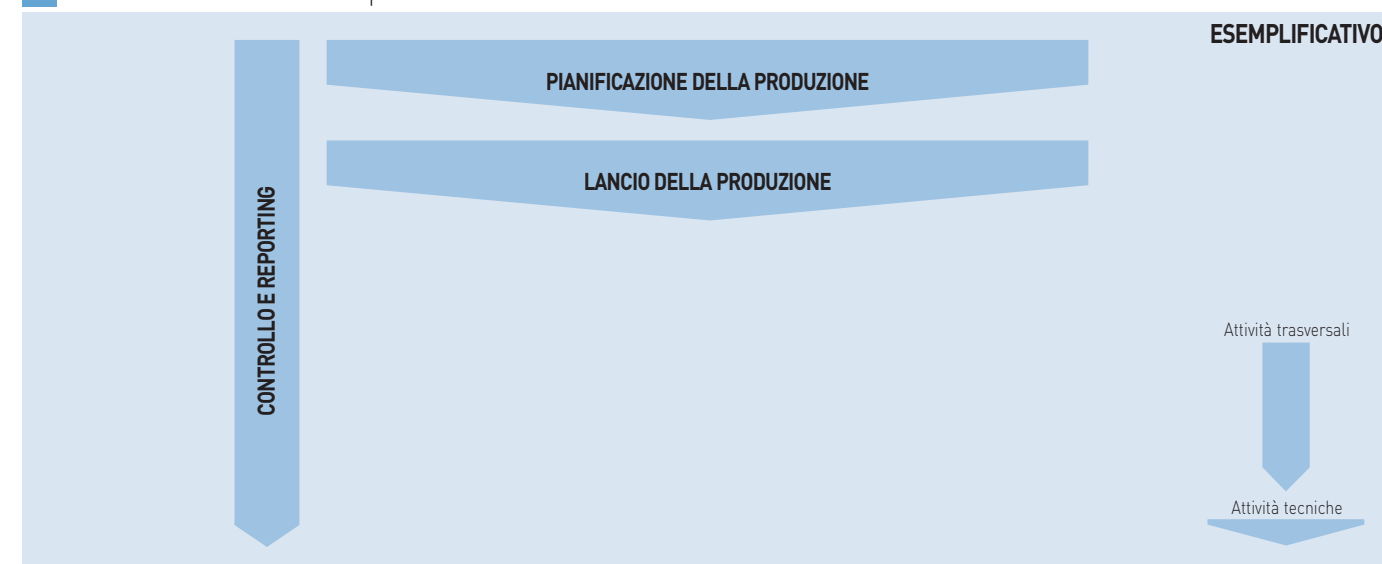 ESEMPLIFICATIVO
PIANIFICAZIONE DELLA PRODUZIONE
LANCIO DELLA PRODUZIONE
CONTROLLO E REPORTING
Attività trasversali
Attività tecniche